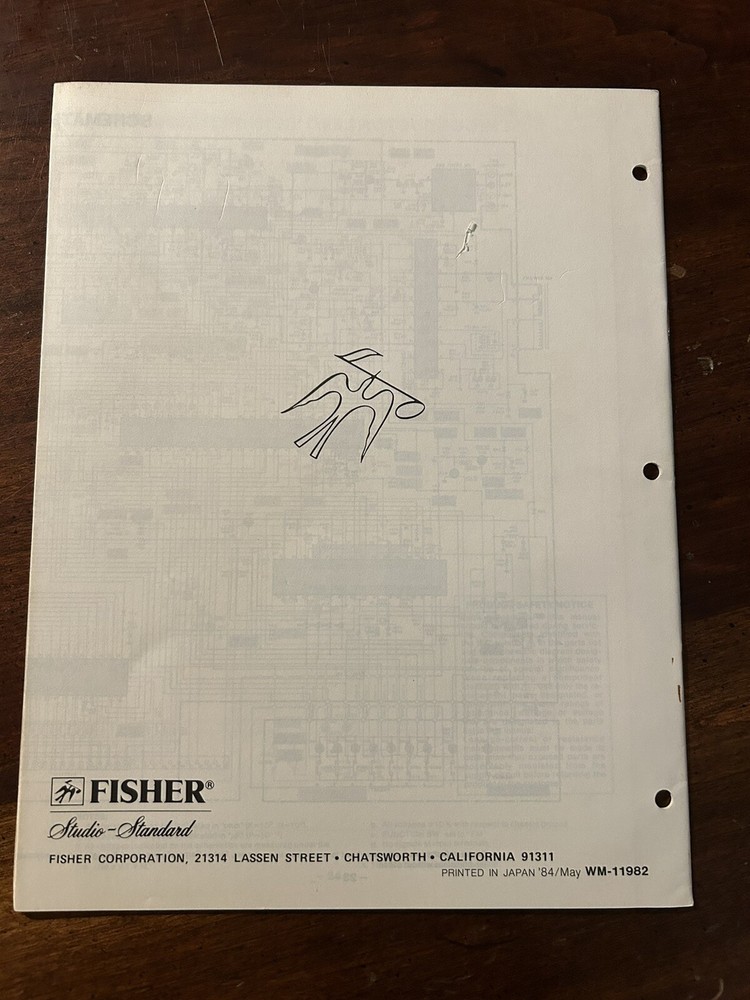 FISHER®
Studio-Standard
FISHER CORPORATION, 21314 LASSEN STREET • CHATSWORTH • CALIFORNIA 91311
PRINTED IN JAPAN '84/May WM-11982